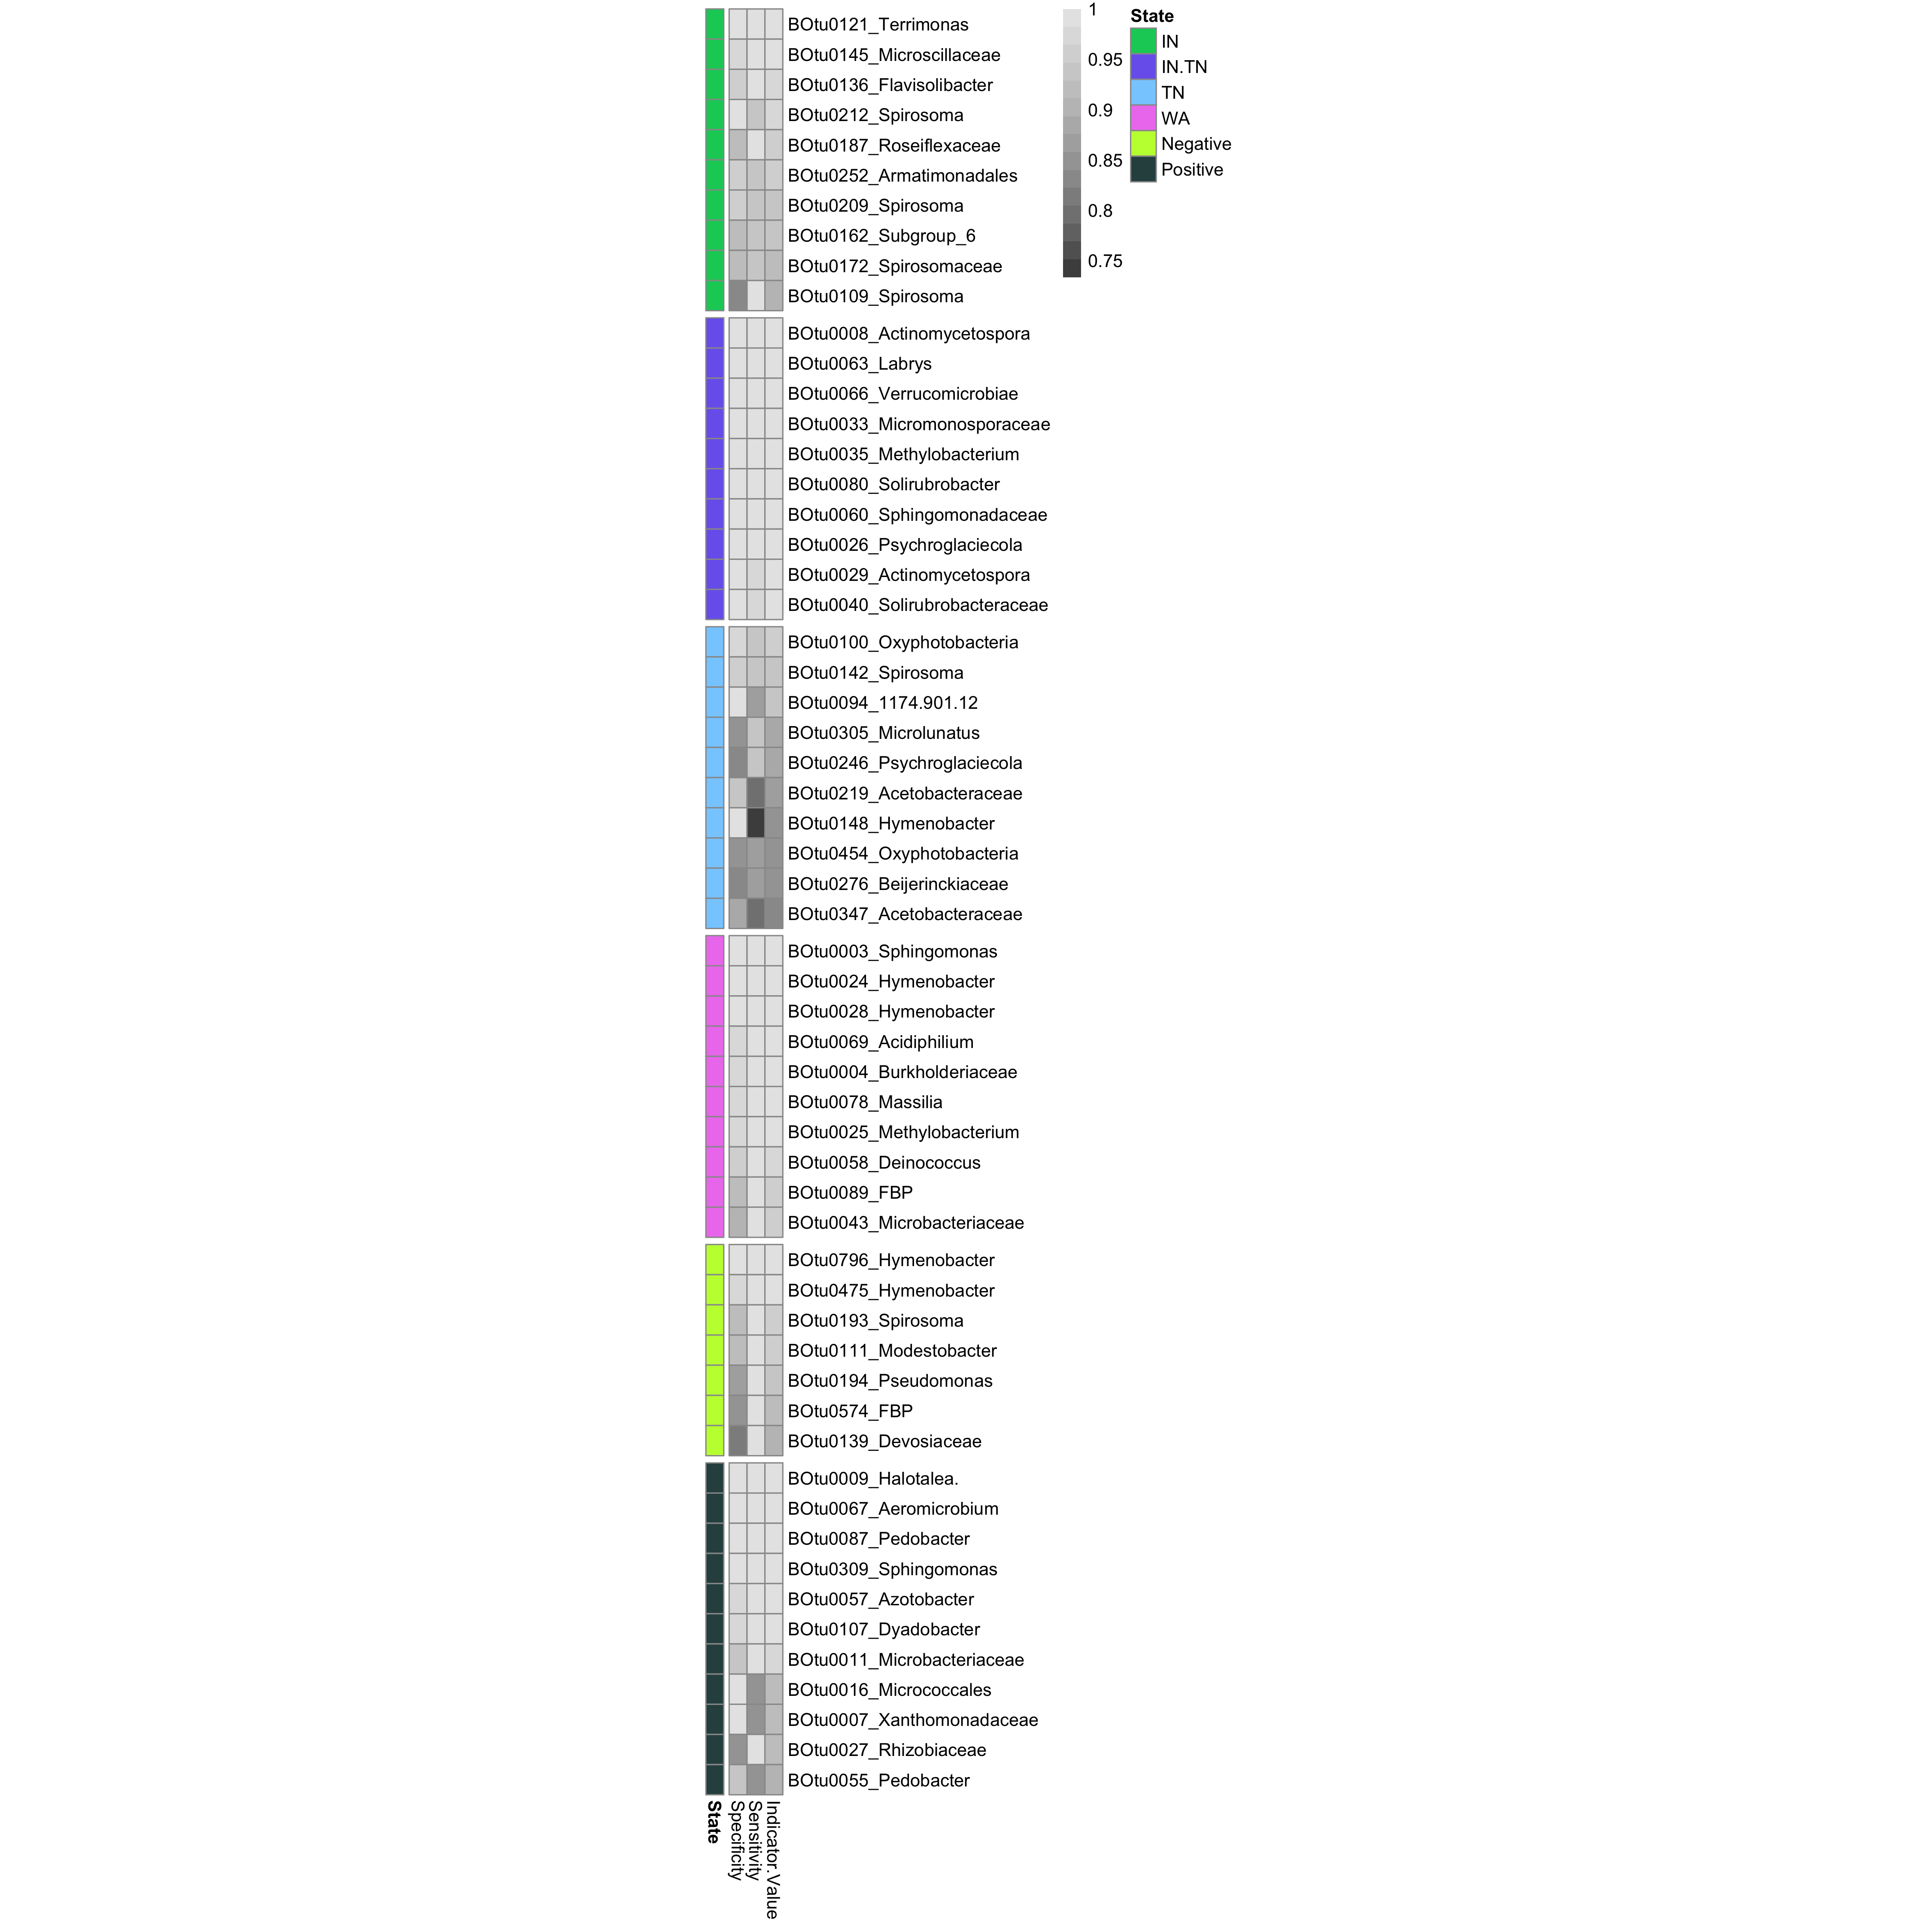 BOtu0121_Terrimonas
BOtu0145_Microscillaceae
BOtu0136_Flavisolibacter
BOtu0212_Spirosoma
BOtu0187_Roseiflexaceae
BOtu0252_Armatimonadales
BOtu0209_Spirosoma
BOtu0162_Subgroup_6
BOtu0172_Spirosomaceae
BOtu0109_Spirosoma
BOtu0008_Actinomycetospora
BOtu0063_Labrys
BOtu0066_Verrucomicrobiae
BOtu0033_Micromonosporaceae
BOtu0035_Methylobacterium
BOtu0080_Solirubrobacter
BOtu0060_Sphingomonadaceae
BOtu0026_Psychroglaciecola
BOtu0029_Actinomycetospora
BOtu0040_Solirubrobacteraceae
BOtu0100_Oxyphotobacteria
BOtu0142_Spirosoma
BOtu0094_1174.901.12
BOtu0305_Microlunatus
BOtu0246_Psychroglaciecola
BOtu0219_Acetobacteraceae
BOtu0148_Hymenobacter
BOtu0454_Oxyphotobacteria
BOtu0276_Beijerinckiaceae
BOtu0347_Acetobacteraceae
BOtu0003_Sphingomonas
BOtu0024_Hymenobacter
BOtu0028_Hymenobacter
BOtu0069_Acidiphilium
BOtu0004_Burkholderiaceae
BOtu0078_Massilia
BOtu0025_Methylobacterium
BOtu0058_Deinococcus
BOtu0089_FBP
BOtu0043_Microbacteriaceae
BOtu0796_Hymenobacter
BOtu0475_Hymenobacter
BOtu0193_Spirosoma
BOtu0111_Modestobacter
BOtu0194_Pseudomonas
BOtu0574_FBP
BOtu0139_Devosiaceae
BOtu0009_Halotalea.
BOtu0067_Aeromicrobium
BOtu0087_Pedobacter
BOtu0309_Sphingomonas
BOtu0057_Azotobacter
BOtu0107_Dyadobacter
BOtu0011_Microbacteriaceae
BOtu0016_Micrococcales
BOtu0007_Xanthomonadaceae
BOtu0027_Rhizobiaceae
BOtu0055_Pedobacter
State
Specificity
Sensitivity
Indicator.Value
1
0.95
0.9
0.85
0.8
0.75
State
IN
IN.TN
TN
WA
Negative
Positive